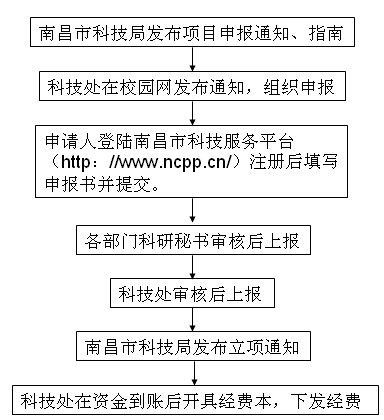 南昌市科技局发布项目申报通知、指南
科技处在校园网发布通知，组织申报
申请人登陆南昌市科技服务平台
（http：//www.ncpp.cn/）注册后填写
申报书并提交。
各部门科研秘书审核后上报
科技处审核后上报
南昌市科技局发布立项通知
科技处在资金到账后开具经费本，下发经费